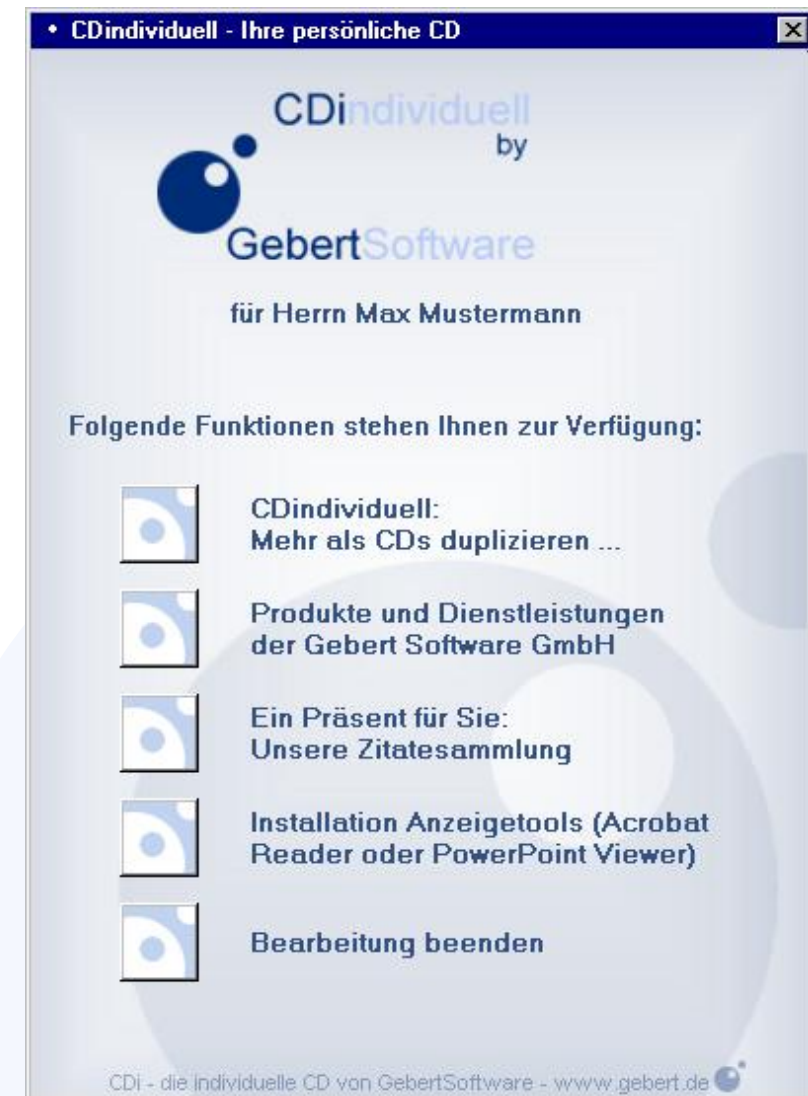 • CDindividuell - Ihre persönliche CD
CDindividuell
by
GebertSoftware
für Herrn Max Mustermann
Folgende Funktionen stehen Ihnen zur Verfügung:
CDindividuell:
Mehr als CDs duplizieren ...
Produkte und Dienstleistungen
der Gebert Software GmbH
Ein Präsent für Sie:
Unsere Zitatesammlung
Installation Anzeigetools (Acrobat
Reader oder PowerPoint Viewer)
Bearbeitung beenden
CDi - die individuelle CD von GebertSoftware - www.gebert.de